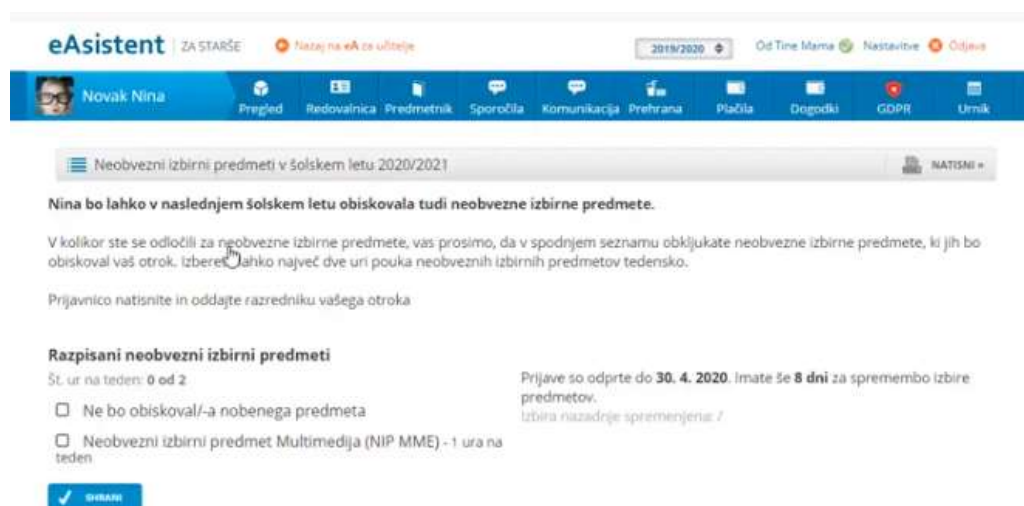 eAsistent ZA STARŠE Nazaj na eA za učitelje 2019/2020 Od Tine Mama Nastavitve Odjava
Novak Nina Pregled Redovalnica Predmetnik Sporočila Komunikacija Prehrana Plačila Dogodki GDPR Urnik
Neobvezni izbirni predmeti v šolskem letu 2020/2021 NATISNI »
Nina bo lahko v naslednjem šolskem letu obiskovala tudi neobvezne izbirne predmete.
V kolikor ste se odločili za neobvezne izbirne predmete, vas prosimo, da v spodnjem seznamu obkljukate neobvezne izbirne predmete, ki jih bo
obiskoval vaš otrok. Izberete lahko največ dve uri pouka neobveznih izbirnih predmetov tedensko.
Prijavnico natisnite in oddajte razredniku vašega otroka
Razpisani neobvezni izbirni predmeti
Št. ur na teden: 0 od 2
Ne bo obiskoval/-a nobenega predmeta
Neobvezni izbirni predmet Multimedija (NIP MME) - 1 ura na
teden
SHRANI
Prijave so odprte do 30. 4. 2020. Imate še 8 dni za spremembo izbire
predmetov.
Izbira nazadnje spremenjena: /